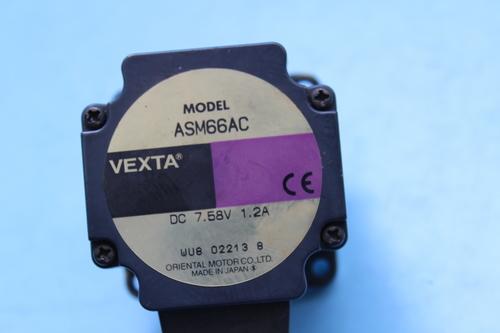 MODEL
ASM66AC
VEXTA®
CE
DC 7.58V 1.2A
WU8 02213 8
ORIENTAL MOTOR CO.,LTD.
MADE IN JAPAN